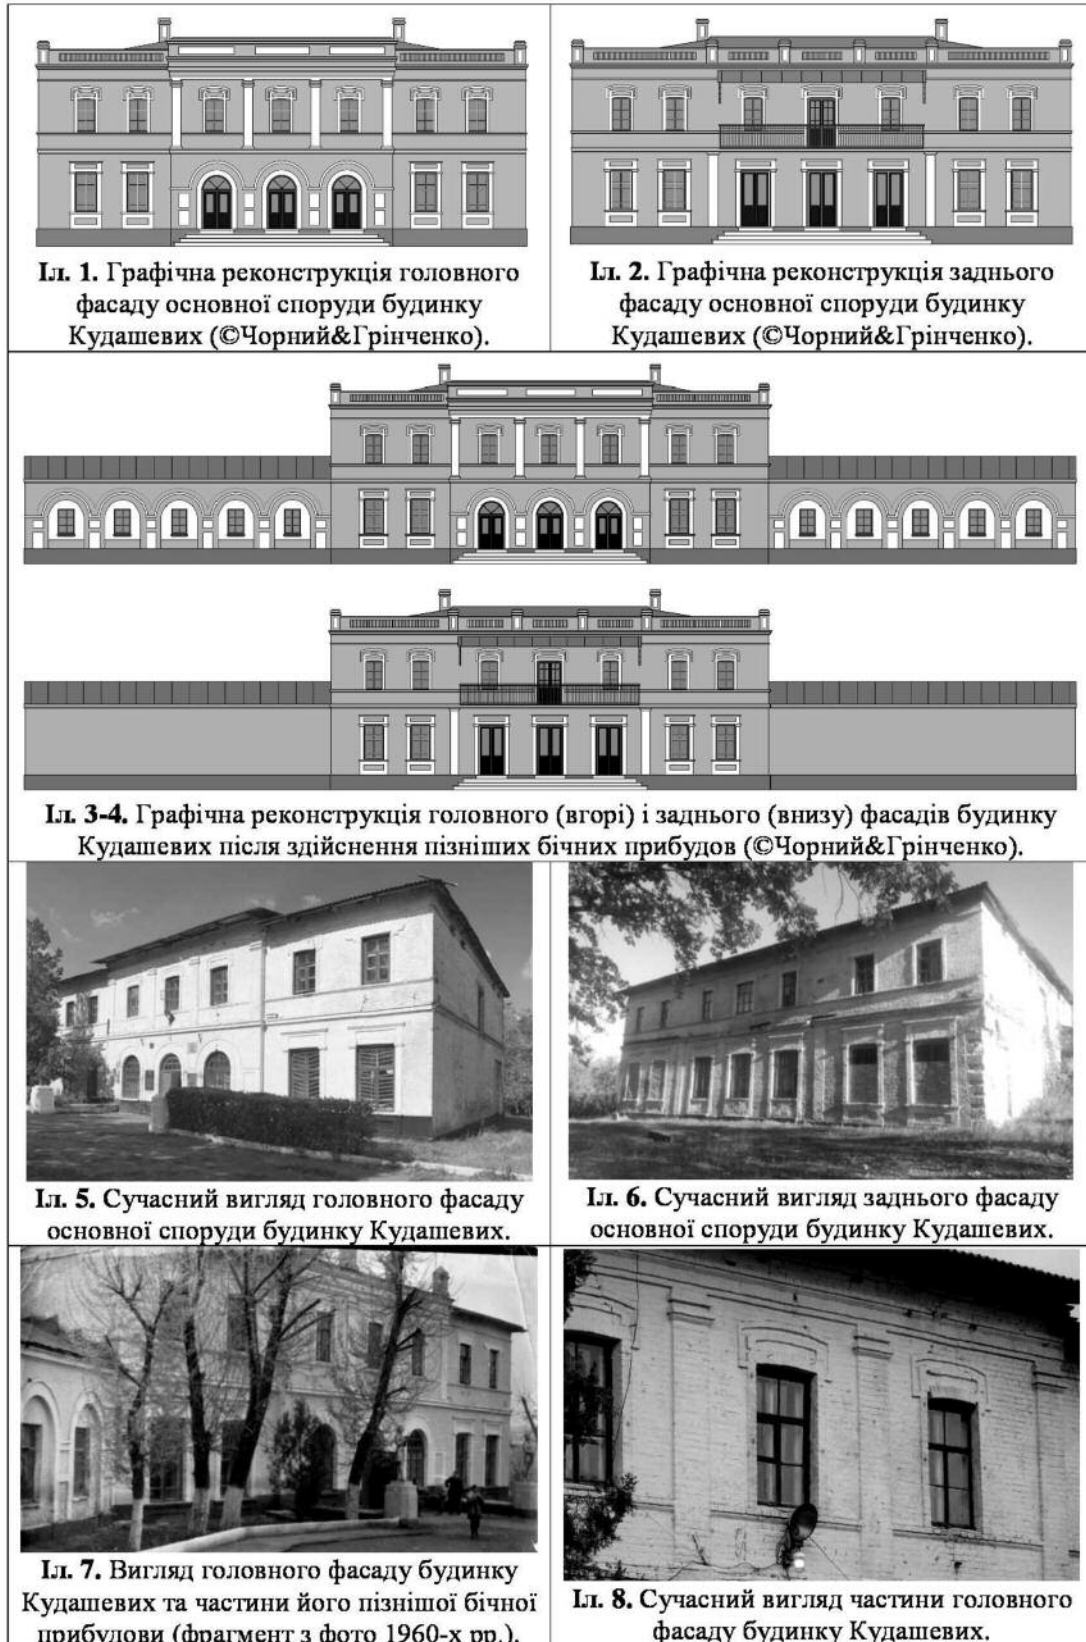 Іл. 1. Графічна реконструкція головного
фасаду основної споруди будинку
Кудашевих (©Чорний&Грінченко).
Іл. 2. Графічна реконструкція заднього
фасаду основної споруди будинку
Кудашевих (©Чорний&Грінченко).
Іл. 3-4. Графічна реконструкція головного (вгорі) і заднього (внизу) фасадів будинку
Кудашевих після здійснення пізніших бічних прибудов (©Чорний&Грінченко).
Іл. 5. Сучасний вигляд головного фасаду
основної споруди будинку Кудашевих.
Іл. 6. Сучасний вигляд заднього фасаду
основної споруди будинку Кудашевих.
Іл. 7. Вигляд головного фасаду будинку
Кудашевих та частини його пізнішої бічної
прибудови (фрагмент з фото 1960-х рр.).
Іл. 8. Сучасний вигляд частини головного
фасаду будинку Кудашевих.